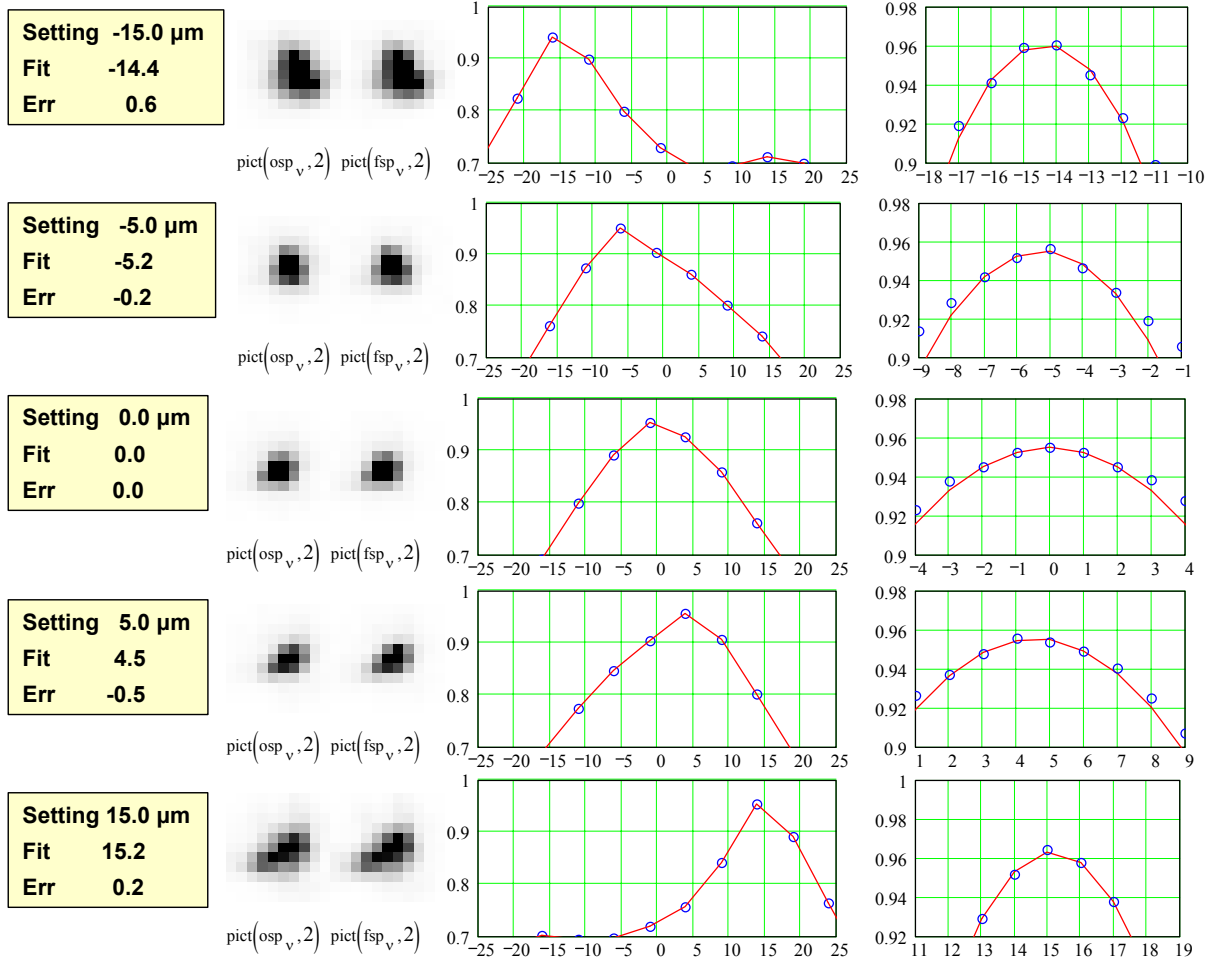 Setting -15.0 µm
Fit -14.4
Err 0.6
pict(osp_ν, 2) pict(fsp_ν, 2)
1
0.9
0.8
0.7
−25 −20 −15 −10 −5 0 5 10 15 20 25
0.98
0.96
0.94
0.92
0.9
−18 −17 −16 −15 −14 −13 −12 −11 −10
Setting -5.0 µm
Fit -5.2
Err -0.2
pict(osp_ν, 2) pict(fsp_ν, 2)
1
0.9
0.8
0.7
−25 −20 −15 −10 −5 0 5 10 15 20 25
0.98
0.96
0.94
0.92
0.9
−9 −8 −7 −6 −5 −4 −3 −2 −1
Setting 0.0 µm
Fit 0.0
Err 0.0
pict(osp_ν, 2) pict(fsp_ν, 2)
1
0.9
0.8
0.7
−25 −20 −15 −10 −5 0 5 10 15 20 25
0.98
0.96
0.94
0.92
0.9
−4 −3 −2 −1 0 1 2 3 4
Setting 5.0 µm
Fit 4.5
Err -0.5
pict(osp_ν, 2) pict(fsp_ν, 2)
1
0.9
0.8
0.7
−25 −20 −15 −10 −5 0 5 10 15 20 25
0.98
0.96
0.94
0.92
0.9
1 2 3 4 5 6 7 8 9
Setting 15.0 µm
Fit 15.2
Err 0.2
pict(osp_ν, 2) pict(fsp_ν, 2)
1
0.9
0.8
0.7
−25 −20 −15 −10 −5 0 5 10 15 20 25
1
0.98
0.96
0.94
0.92
11 12 13 14 15 16 17 18 19